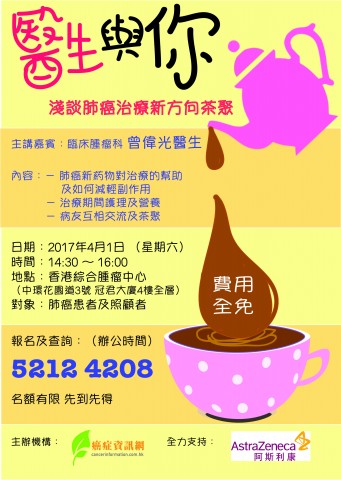 醫生與你
淺談肺癌治療新方向茶聚
主講嘉賓：臨床腫瘤科 曾偉光醫生
內容：– 肺癌新药物對治療的幫助
及如何減輕副作用
– 治療期間護理及營養
– 病友互相交流及茶聚
日期：2017年4月1日 （星期六）
時間：14:30 ～ 16:00
地點：香港綜合腫瘤中心
（中環花園道3號 冠君大厦4樓全層）
對象：肺癌患者及照顧者
費用
全免
報名及查詢：（辦公時間）
5212 4208
名額有限 先到先得
主辦機構：
癌症資訊網
cancerinformation.com.hk
全力支持：
AstraZeneca
阿斯利康